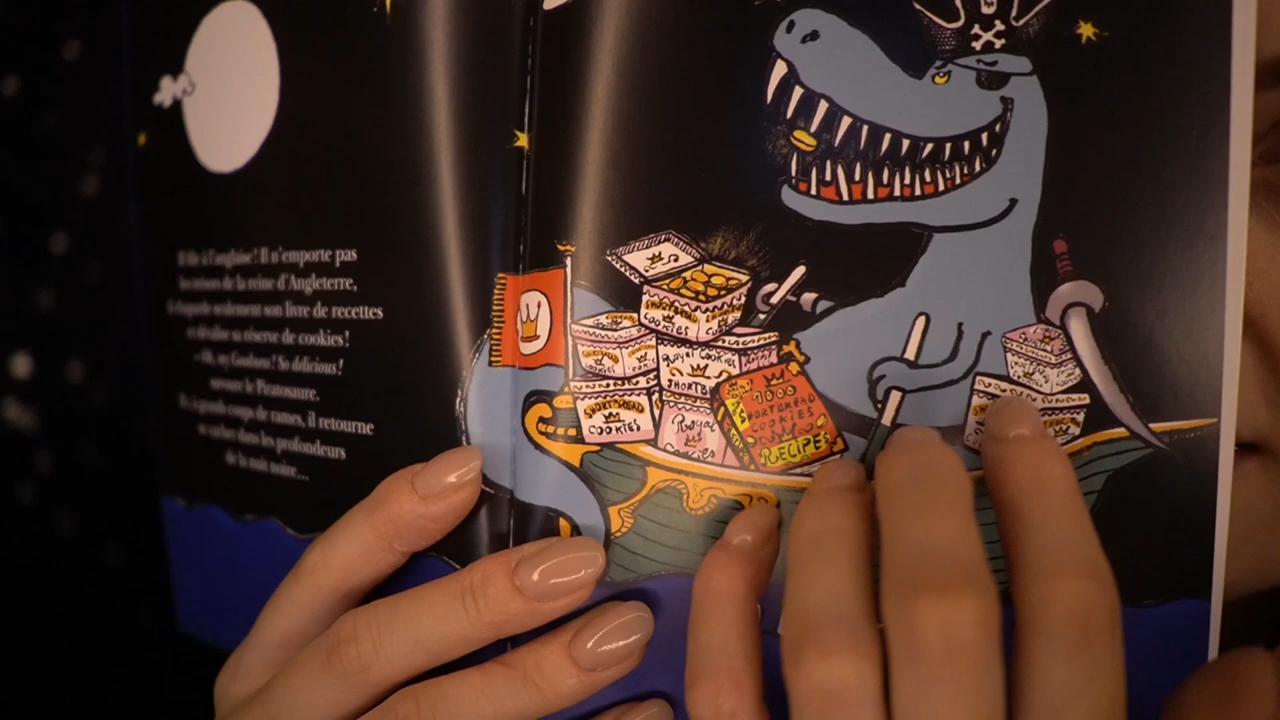 Il file à l'anglaise! Il n'emporte pas
les trésors de la reine d'Angleterre,
il chaparde seulement son livre de recettes
et dévalise sa réserve de cookies!
– Oh, my Goodness! So delicious!
savoure le Piratosaure.
Et, à grands coups de rames, il retourne
se cacher dans les profondeurs
de la nuit noire...
SHORTBREAD
COOKIES
Royal Cookies
SHORTB
SHORTBREAD
COOKIES
Royal
1000
SHORTBREAD
COOKIES
RECIPES